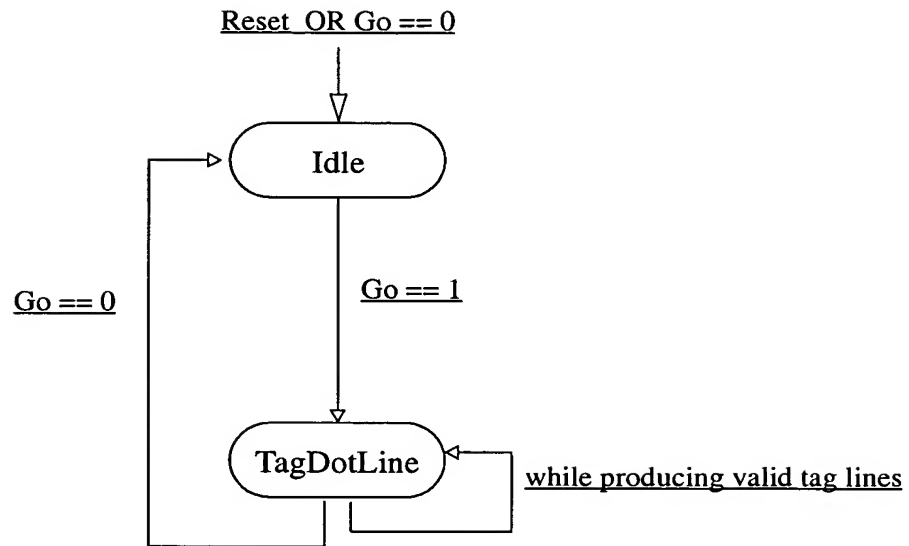 Reset OR Go == 0
Idle
Go == 0
Go == 1
TagDotLine
while producing valid tag lines